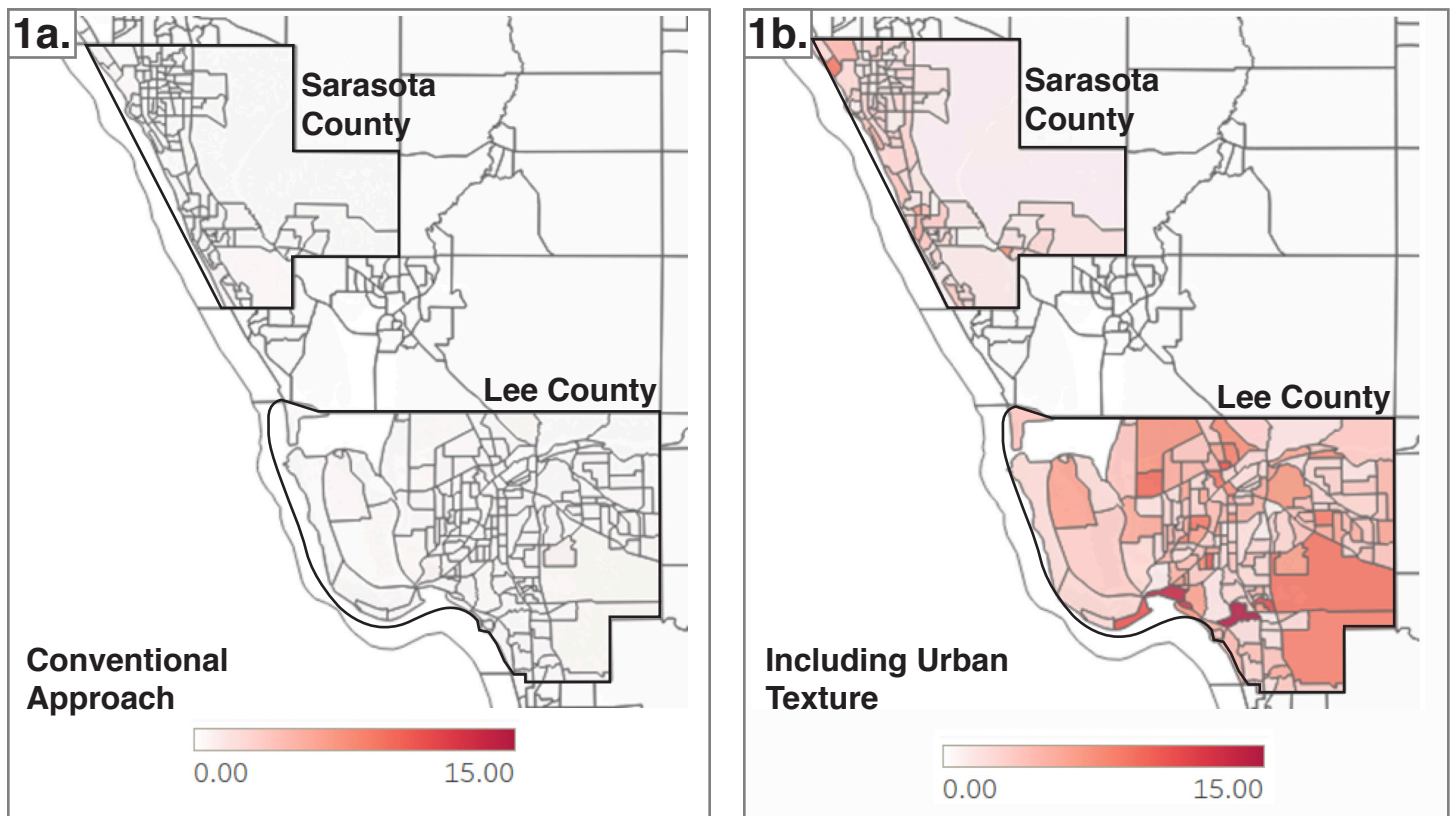 1a.
Sarasota
County
Lee County
Conventional
Approach
0.00 15.00
1b.
Sarasota
County
Lee County
Including Urban
Texture
0.00 15.00